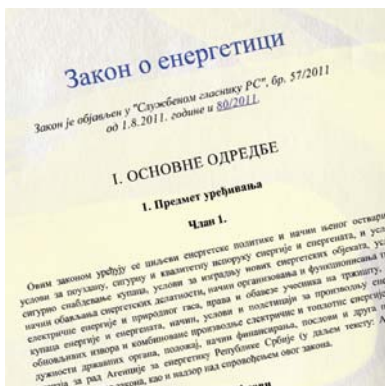 Закон о енергетици
Закон је објављен у "Службеном гласнику РС", бр. 57/2011
од 1.8.2011. године и 80/2011.
I. ОСНОВНЕ ОДРЕДБЕ
1. Предмет уређивања
Члан 1.
Овим законом уређују се циљеви енергетске политике и начин њеног оствари
услови за поуздану, сигурну и квалитетну испоруку енергије и енергената, и усл
сигурно снабдевање купаца, услови за изградњу нових енергетских објеката, усл
начин обављања енергетских делатности, начин организовања и функционисања т
електричне енергије и природног гаса, права и обавезе учесника на тржишту,
купаца енергије и енергената, начин, услови и подстицаји за производњу ен
обновљивих извора и комбиноване производње електричне и топлотне енергије
дужности државних органа, положај, начин финансирања, послови и друга п
за рад Агенције за енергетику Републике Србије (у даљем тексту: А
закона, као и надзор над спровођењем овог закона.